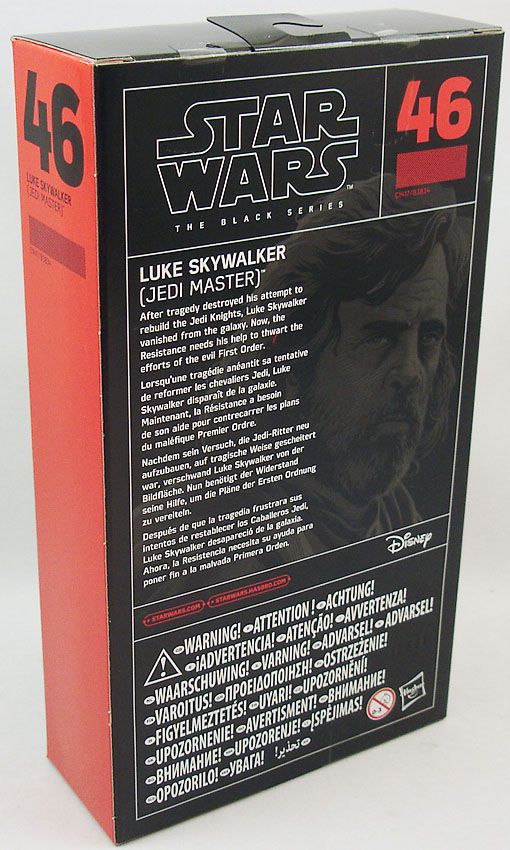 46
LUKE SKYWALKER
(JEDI MASTER)
STAR
WARS™
THE BLACK SERIES
46
LUKE SKYWALKER
(JEDI MASTER)™
After tragedy destroyed his attempt to
rebuild the Jedi Knights, Luke Skywalker
vanished from the galaxy. Now, the
Resistance needs his help to thwart the
efforts of the evil First Order.
Lorsqu'une tragédie anéantit sa tentative
de reformer les chevaliers Jedi, Luke
Skywalker disparaît de la galaxie.
Maintenant, la Résistance a besoin
de son aide pour contrecarrer les plans
du maléfique Premier Ordre.
Nachdem sein Versuch, die Jedi-Ritter neu
aufzubauen, auf tragische Weise gescheitert
war, verschwand Luke Skywalker von der
Bildfläche. Nun benötigt der Widerstand
seine Hilfe, um die Pläne der Ersten Ordnung
zu vereiteln.
Después de que la tragedia frustrara sus
intentos de restablecer los Caballeros Jedi,
Luke Skywalker desapareció de la galaxia.
Ahora, la Resistencia necesita su ayuda para
poner fin a la malvada Primera Orden.
Disney
STARWARS.COM STARWARS.HASBRO.COM
WARNING! ATTENTION! ACHTUNG!
¡ADVERTENCIA! ATENÇÃO! AVVERTENZA!
WAARSCHUWING! VARNING! ADVARSEL! ADVARSEL!
VAROITUS! ΠΡΟΕΙΔΟΠΟΙΗΣΗ! OSTRZEŻENIE!
FIGYELMEZTETÉS! UYARI! UPOZORNĚNÍ!
UPOZORNENIE! AVERTISMENT! ВНИМАНИЕ!
ВНИМАНИЕ! UPOZORENJE! ĮSPĖJIMAS!
OPOZORILO! УВАГА! تحذير!
0-3
Hasbro